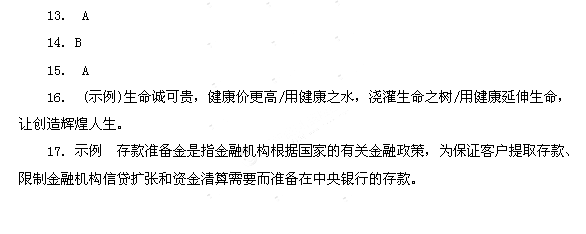 13. A
14. B
15. A
16. (示例)生命诚可贵，健康价更高/用健康之水，浇灌生命之树/用健康延伸生命，
让创造辉煌人生。
17. 示例 存款准备金是指金融机构根据国家的有关金融政策，为保证客户提取存款、
限制金融机构信贷扩张和资金清算需要而准备在中央银行的存款。